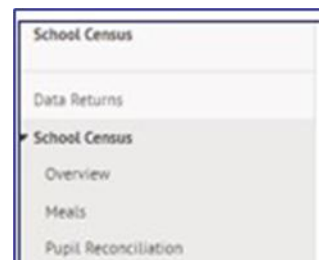 School Census
Data Returns
School Census
Overview
Meals
Pupil Reconciliation